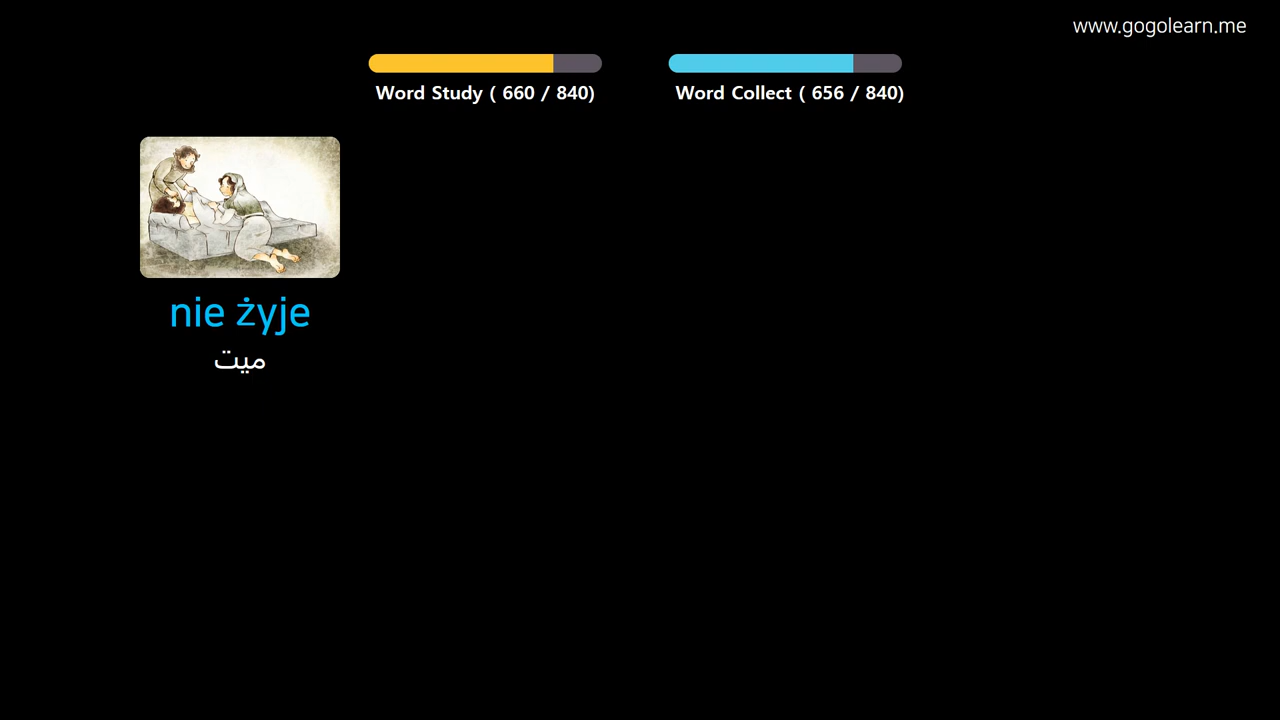 www.gogolearn.me
Word Study ( 660 / 840)
Word Collect ( 656 / 840)
nie żyje
ميت